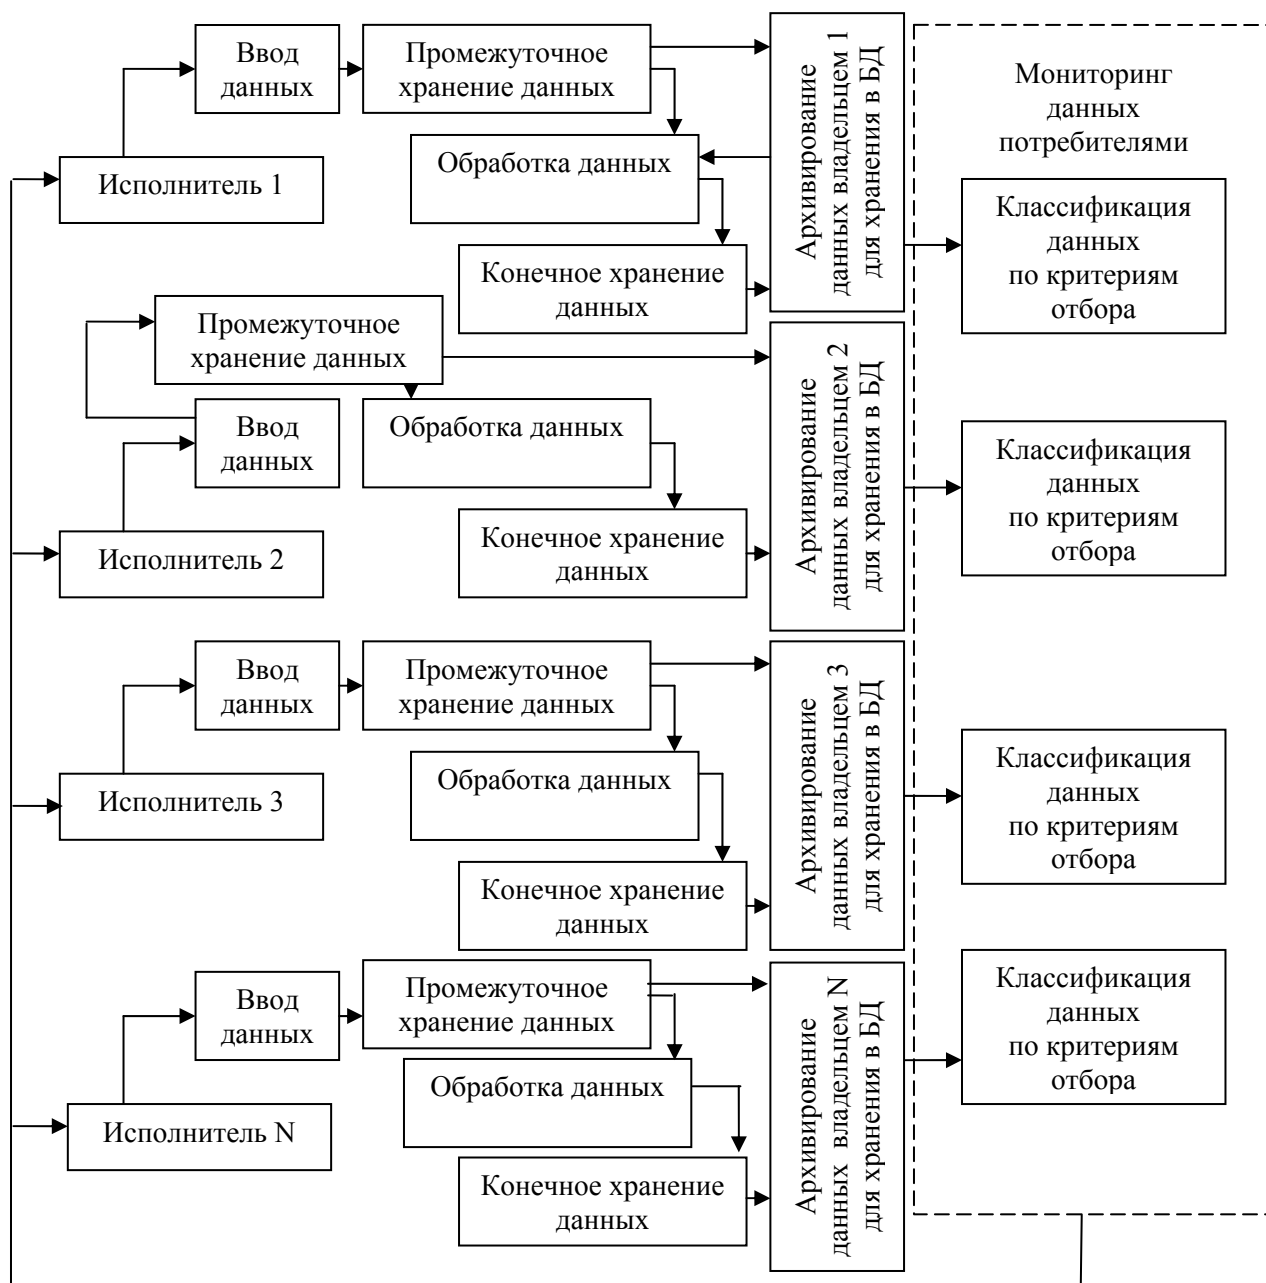 Ввод
данных
Промежуточное
хранение данных
Обработка данных
Исполнитель 1
Конечное хранение
данных
Архивирование
данных владельцем 1
для хранения в БД
Мониторинг
данных
потребителями
Классификация
данных
по критериям
отбора
Промежуточное
хранение данных
Ввод
данных
Обработка данных
Исполнитель 2
Конечное хранение
данных
Архивирование
данных владельцем 2
для хранения в БД
Классификация
данных
по критериям
отбора
Ввод
данных
Промежуточное
хранение данных
Обработка данных
Исполнитель 3
Конечное хранение
данных
Архивирование
данных владельцем 3
для хранения в БД
Классификация
данных
по критериям
отбора
Ввод
данных
Промежуточное
хранение данных
Обработка данных
Исполнитель N
Конечное хранение
данных
Архивирование
данных владельцем N
для хранения в БД
Классификация
данных
по критериям
отбора